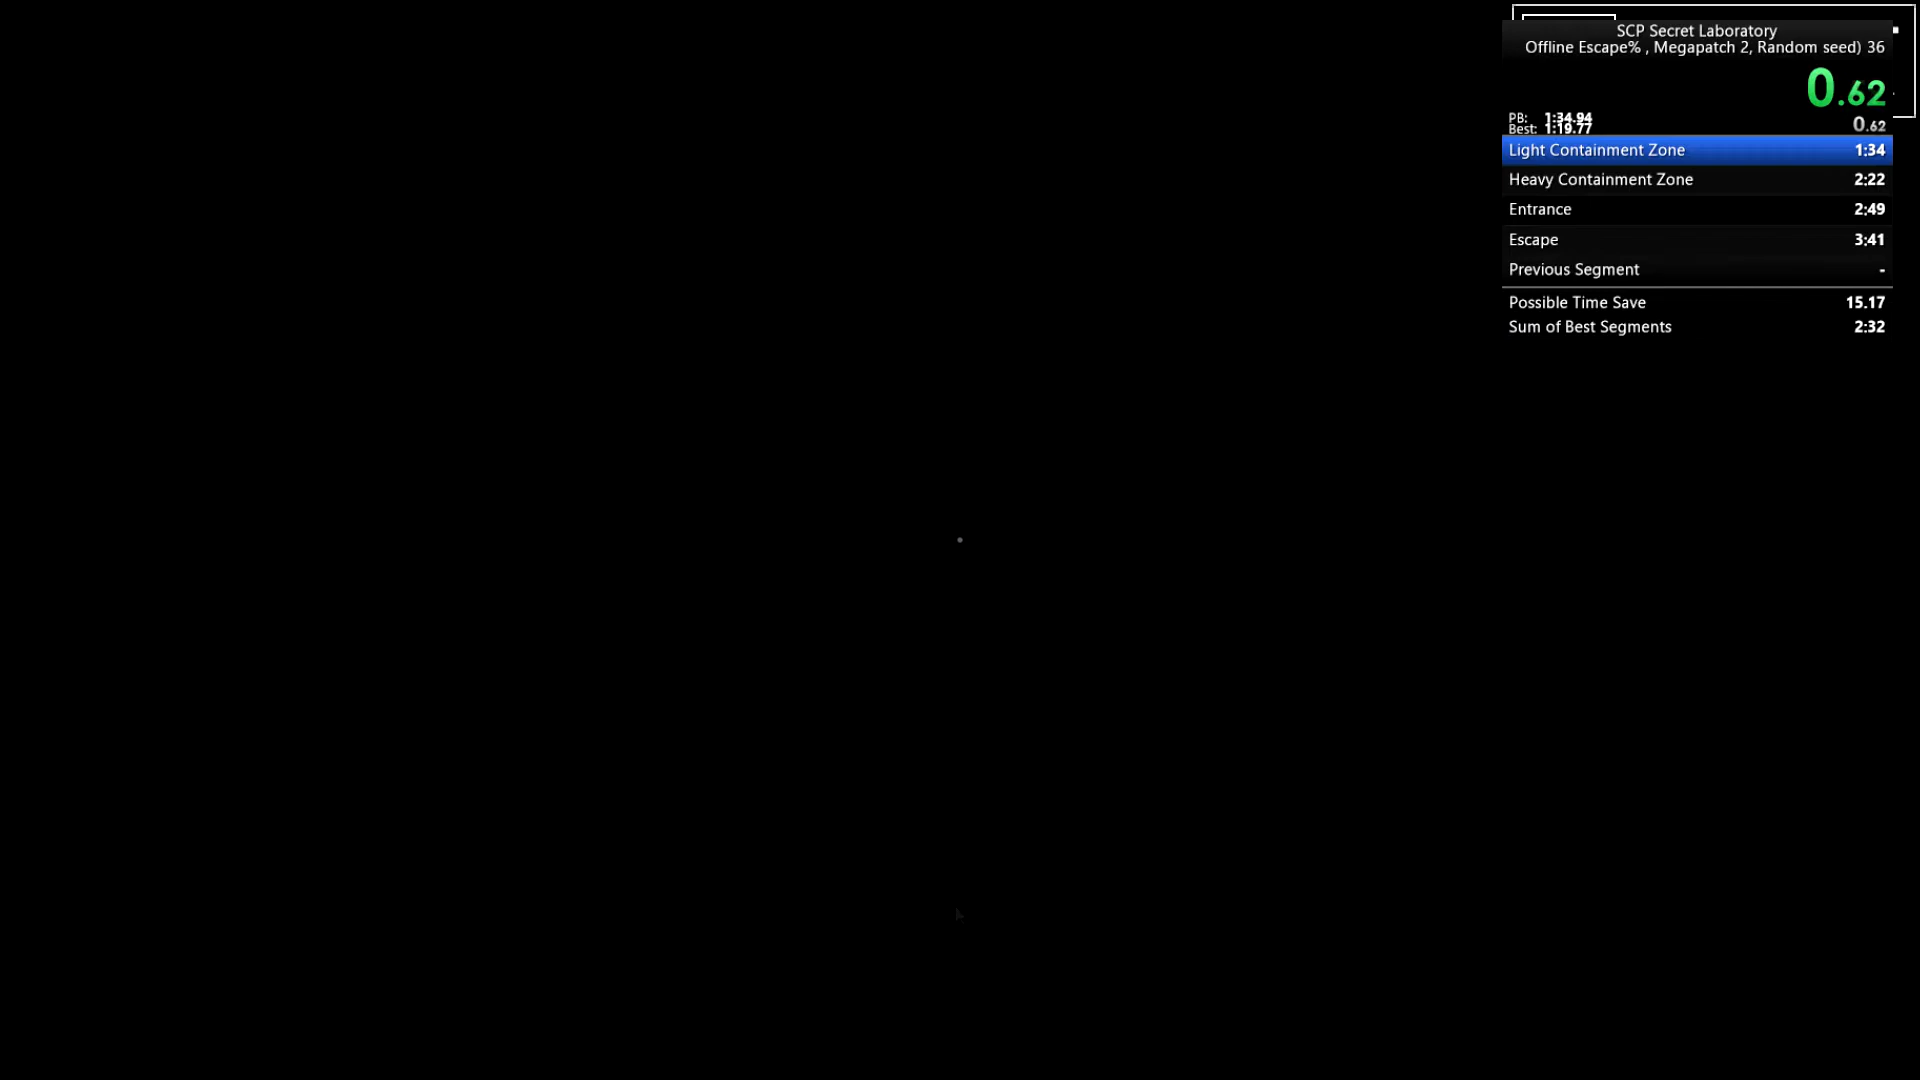 SCP Secret Laboratory
Offline Escape% , Megapatch 2, Random seed) 36
0.62
PB: 1:34.94 0.62
Best: 1:19.77
Light Containment Zone 1:34
Heavy Containment Zone 2:22
Entrance 2:49
Escape 3:41
Previous Segment -
Possible Time Save 15.17
Sum of Best Segments 2:32